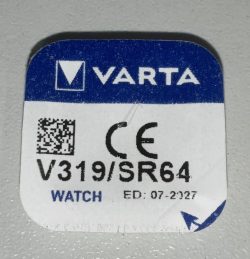 VARTA
CE
V319/SR64
WATCH ED: 07-2027